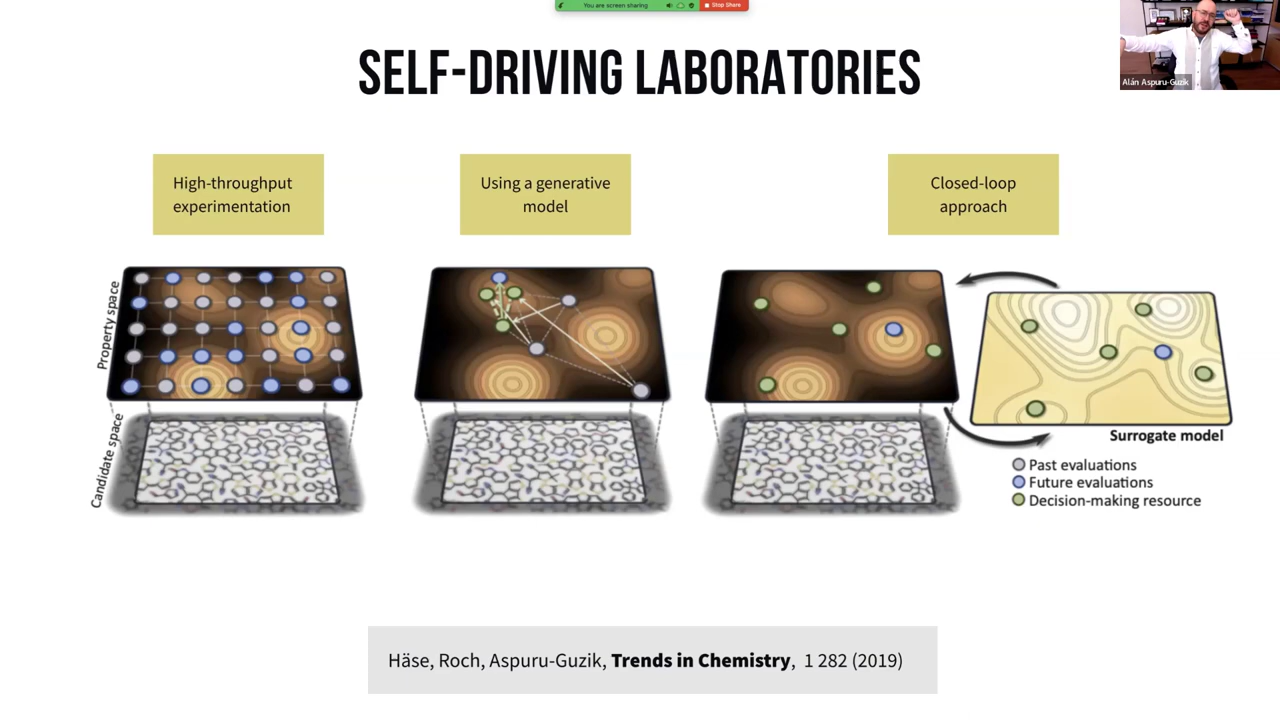 You are screen sharing
Stop Share
Alán Aspuru-Guzik
SELF-DRIVING LABORATORIES
High-throughput
experimentation
Using a generative
model
Closed-loop
approach
Property space
Candidate space
Surrogate model
Past evaluations
Future evaluations
Decision-making resource
Häse, Roch, Aspuru-Guzik, Trends in Chemistry, 1 282 (2019)